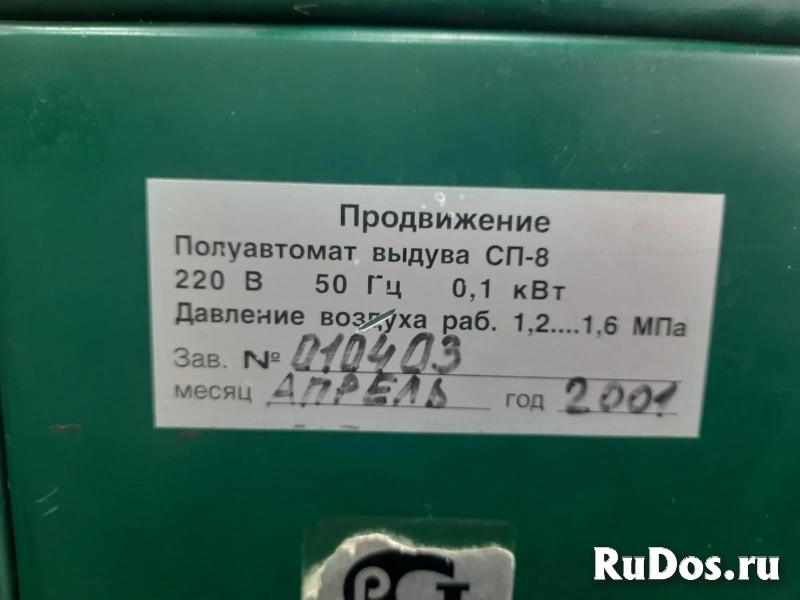 Продвижение
Полуавтомат выдува СП-8
220 В 50 Гц 0,1 кВт
Давление воздуха раб. 1,2....1,6 МПа
Зав. № 010403
месяц АПРЕЛЬ год 2001
РСТ
RuDos.ru